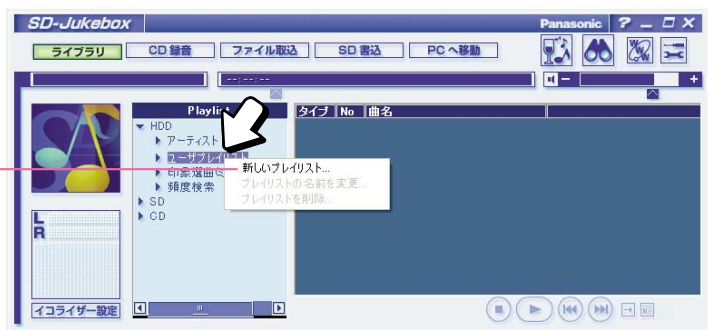 SD-Jukebox
Panasonic ? _ □ X
ライブラリ CD 録音 ファイル取込 SD 書込 PC へ移動
--:--:--
− +
Playlist
タイプ No 曲名
▼ HDD
▶ アーティスト
▶ ユーザプレイリスト
▶ 印象選曲
▶ 頻度検索
▶ SD
▶ CD
新しいプレイリスト...
プレイリストの名前を変更...
プレイリストを削除...
L
R
イコライザー設定